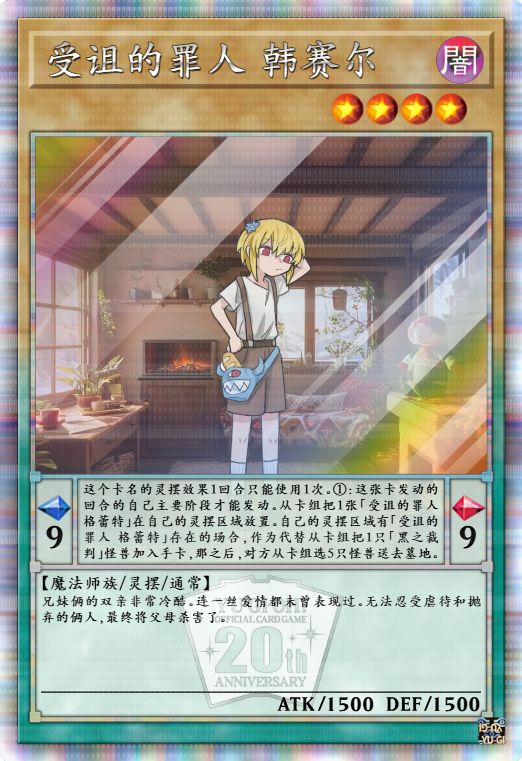 受诅的罪人 韩赛尔
闇
这个卡名的灵摆效果1回合只能使用1次。①:这张卡发动的
回合的自己主要阶段才能发动。从卡组把1张「受诅的罪人
格蕾特」在自己的灵摆区域放置。自己的灵摆区域有「受诅的
罪人 格蕾特」存在的场合,作为代替从卡组把1只「黑之裁
判」怪兽加入手卡,那之后,对方从卡组选5只怪兽送去墓地。
9
9
【魔法师族/灵摆/通常】
兄妹俩的双亲非常冷酷。连一丝爱情都未曾表现过。无法忍受虐待和抛
弃的俩人,最终将父母杀害了。
YU-GI-OH!
OFFICIAL CARD GAME
20th
ANNIVERSARY
ATK/1500 DEF/1500